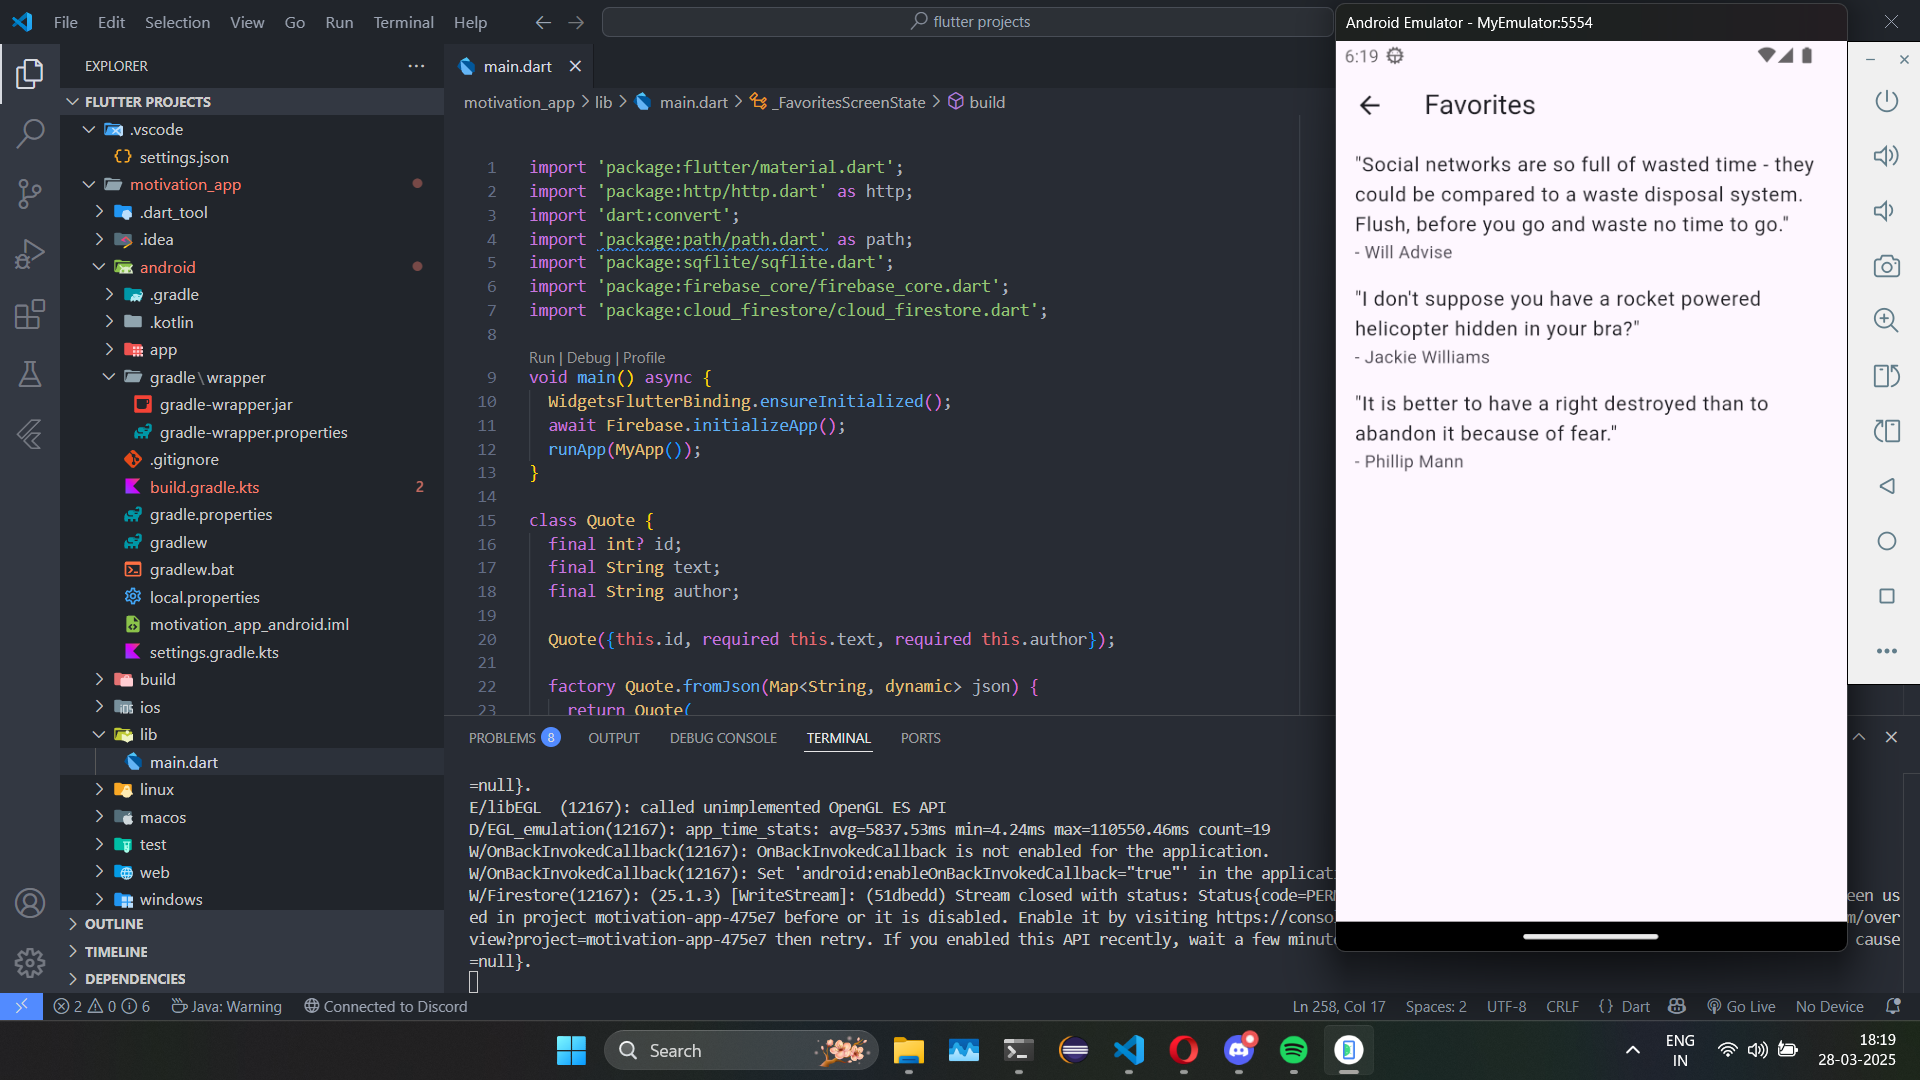 File Edit Selection View Go Run Terminal Help
flutter projects
EXPLORER
FLUTTER PROJECTS
.vscode
settings.json
motivation_app
.dart_tool
.idea
android
.gradle
.kotlin
app
gradle\wrapper
gradle-wrapper.jar
gradle-wrapper.properties
.gitignore
build.gradle.kts 2
gradle.properties
gradlew
gradlew.bat
local.properties
motivation_app_android.iml
settings.gradle.kts
build
ios
lib
main.dart
linux
macos
test
web
windows
OUTLINE
TIMELINE
DEPENDENCIES
main.dart
motivation_app > lib > main.dart > _FavoritesScreenState > build
1 import 'package:flutter/material.dart';
2 import 'package:http/http.dart' as http;
3 import 'dart:convert';
4 import 'package:path/path.dart' as path;
5 import 'package:sqflite/sqflite.dart';
6 import 'package:firebase_core/firebase_core.dart';
7 import 'package:cloud_firestore/cloud_firestore.dart';
8
Run | Debug | Profile
9 void main() async {
10 WidgetsFlutterBinding.ensureInitialized();
11 await Firebase.initializeApp();
12 runApp(MyApp());
13 }
14
15 class Quote {
16 final int? id;
17 final String text;
18 final String author;
19
20 Quote({this.id, required this.text, required this.author});
21
22 factory Quote.fromJson(Map<String, dynamic> json) {
23 return Quote(
PROBLEMS 8 OUTPUT DEBUG CONSOLE TERMINAL PORTS
=null}.
E/libEGL (12167): called unimplemented OpenGL ES API
D/EGL_emulation(12167): app_time_stats: avg=5837.53ms min=4.24ms max=110550.46ms count=19
W/OnBackInvokedCallback(12167): OnBackInvokedCallback is not enabled for the application.
W/OnBackInvokedCallback(12167): Set 'android:enableOnBackInvokedCallback="true"' in the applicati
W/Firestore(12167): (25.1.3) [WriteStream]: (51dbedd) Stream closed with status: Status{code=PER een us
ed in project motivation-app-475e7 before or it is disabled. Enable it by visiting https://conso m/over
view?project=motivation-app-475e7 then retry. If you enabled this API recently, wait a few minut cause
=null}.
Android Emulator - MyEmulator:5554
6:19
Favorites
"Social networks are so full of wasted time - they
could be compared to a waste disposal system.
Flush, before you go and waste no time to go."
- Will Advise
"I don't suppose you have a rocket powered
helicopter hidden in your bra?"
- Jackie Williams
"It is better to have a right destroyed than to
abandon it because of fear."
- Phillip Mann
2 0 6 Java: Warning Connected to Discord
Ln 258, Col 17 Spaces: 2 UTF-8 CRLF {} Dart Go Live No Device
Search
ENG
IN
18:19
28-03-2025